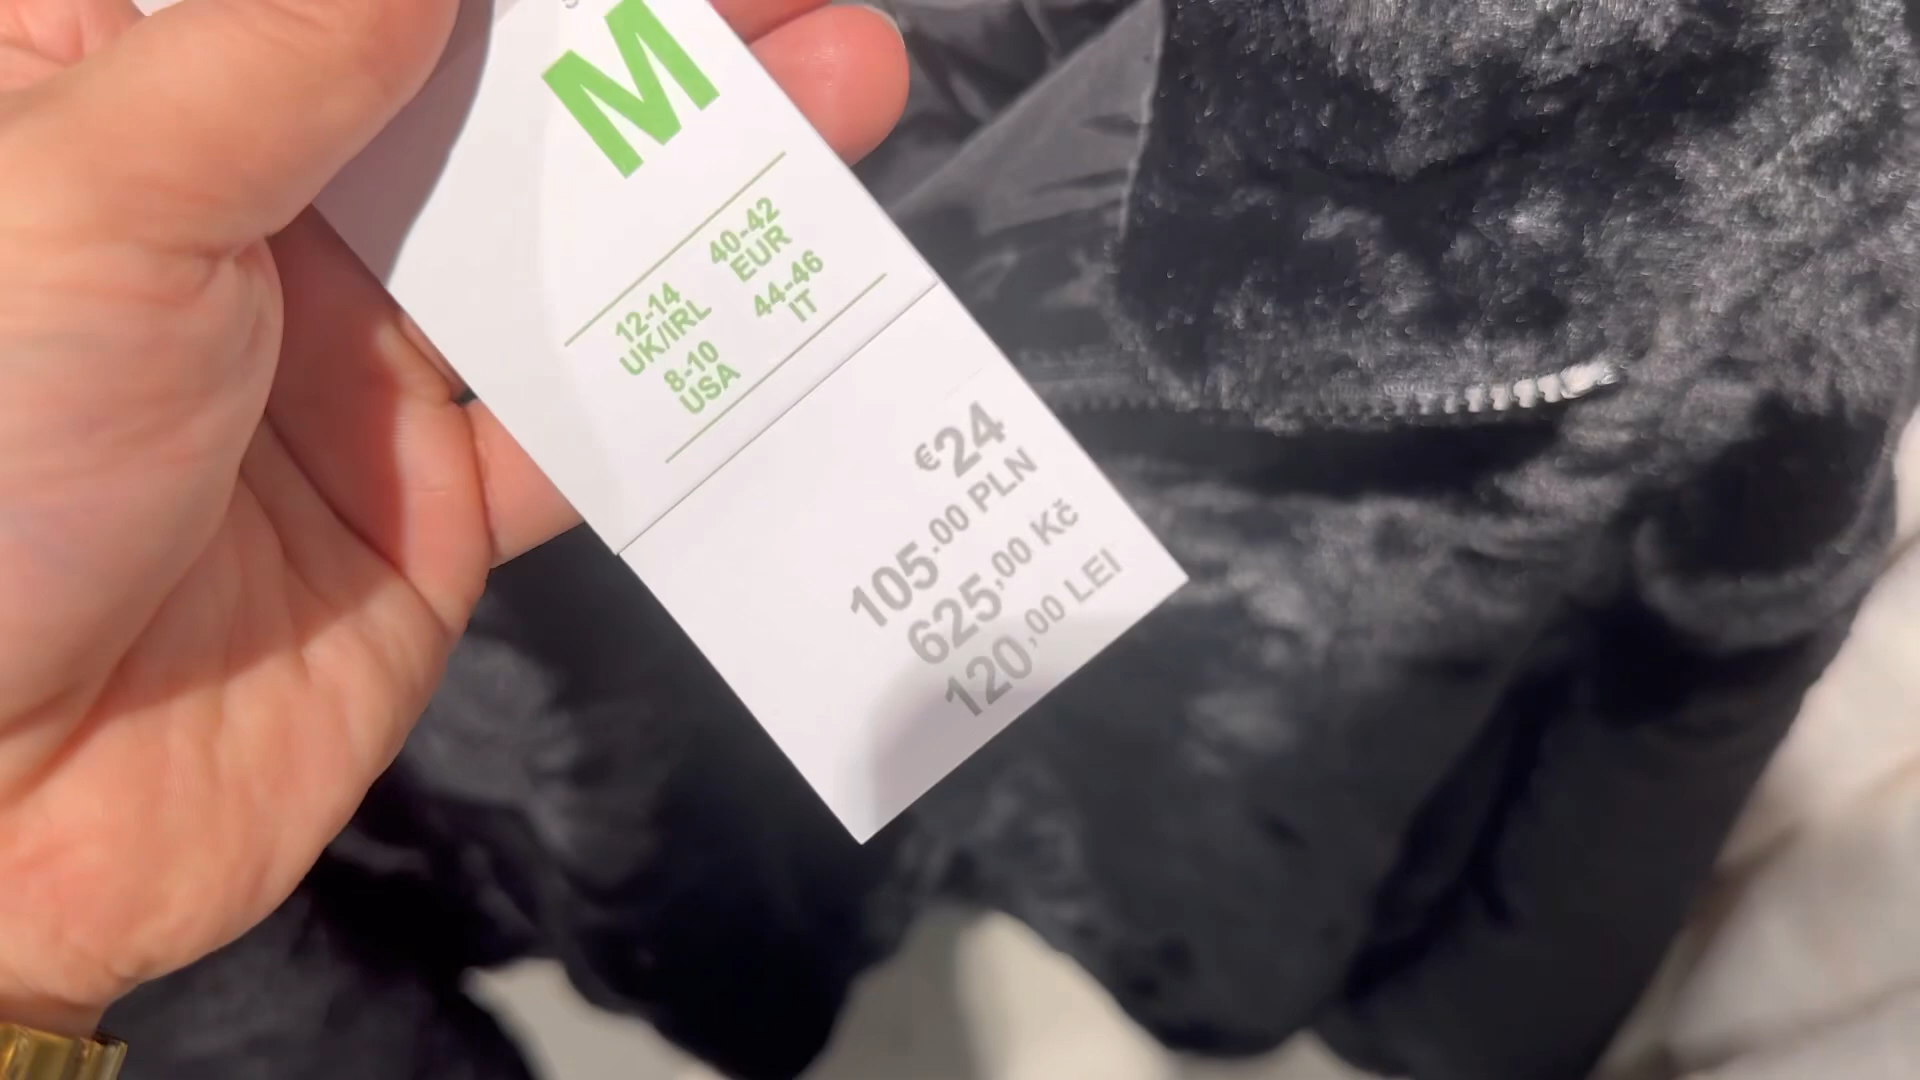 M
12-14 40-42
UK/IRL EUR
8-10 44-46
USA IT
€24
105.00 PLN
625,00 Kč
120,00 LEI